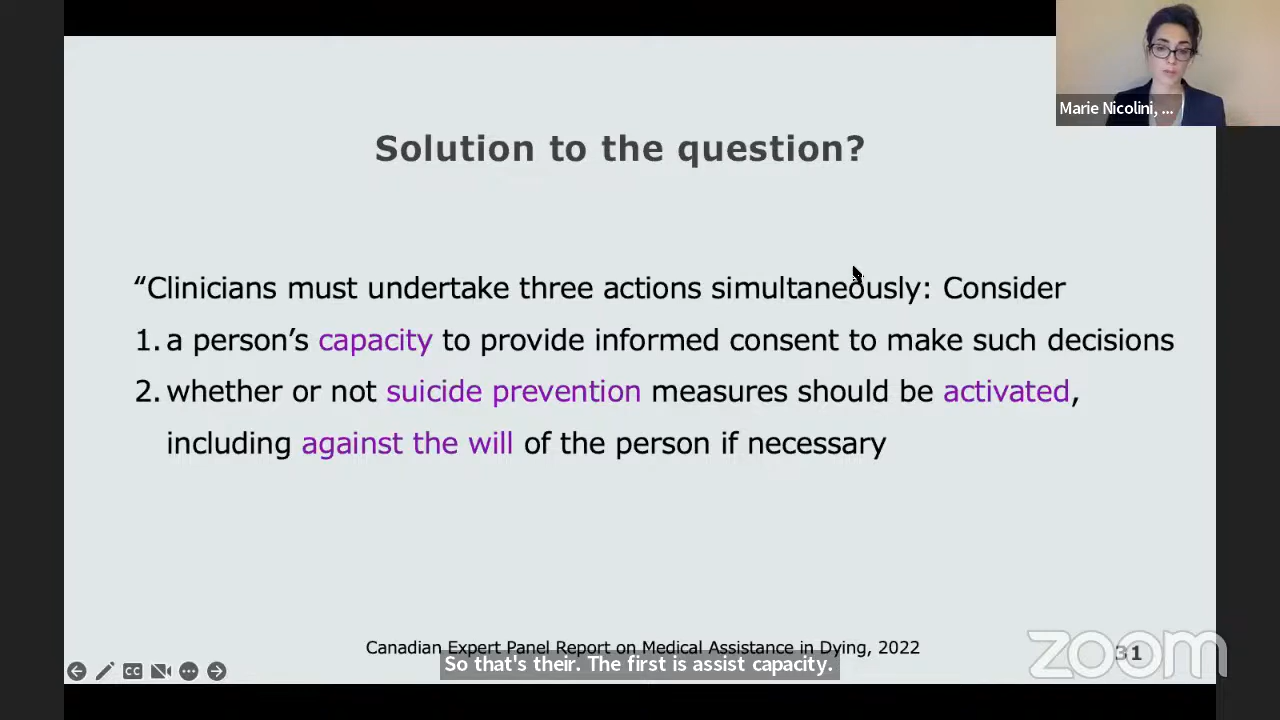 Marie Nicolini, ...
Solution to the question?
“Clinicians must undertake three actions simultaneously: Consider
1. a person’s capacity to provide informed consent to make such decisions
2. whether or not suicide prevention measures should be activated,
including against the will of the person if necessary
Canadian Expert Panel Report on Medical Assistance in Dying, 2022
So that's their. The first is assist capacity.
CC
zoom
31